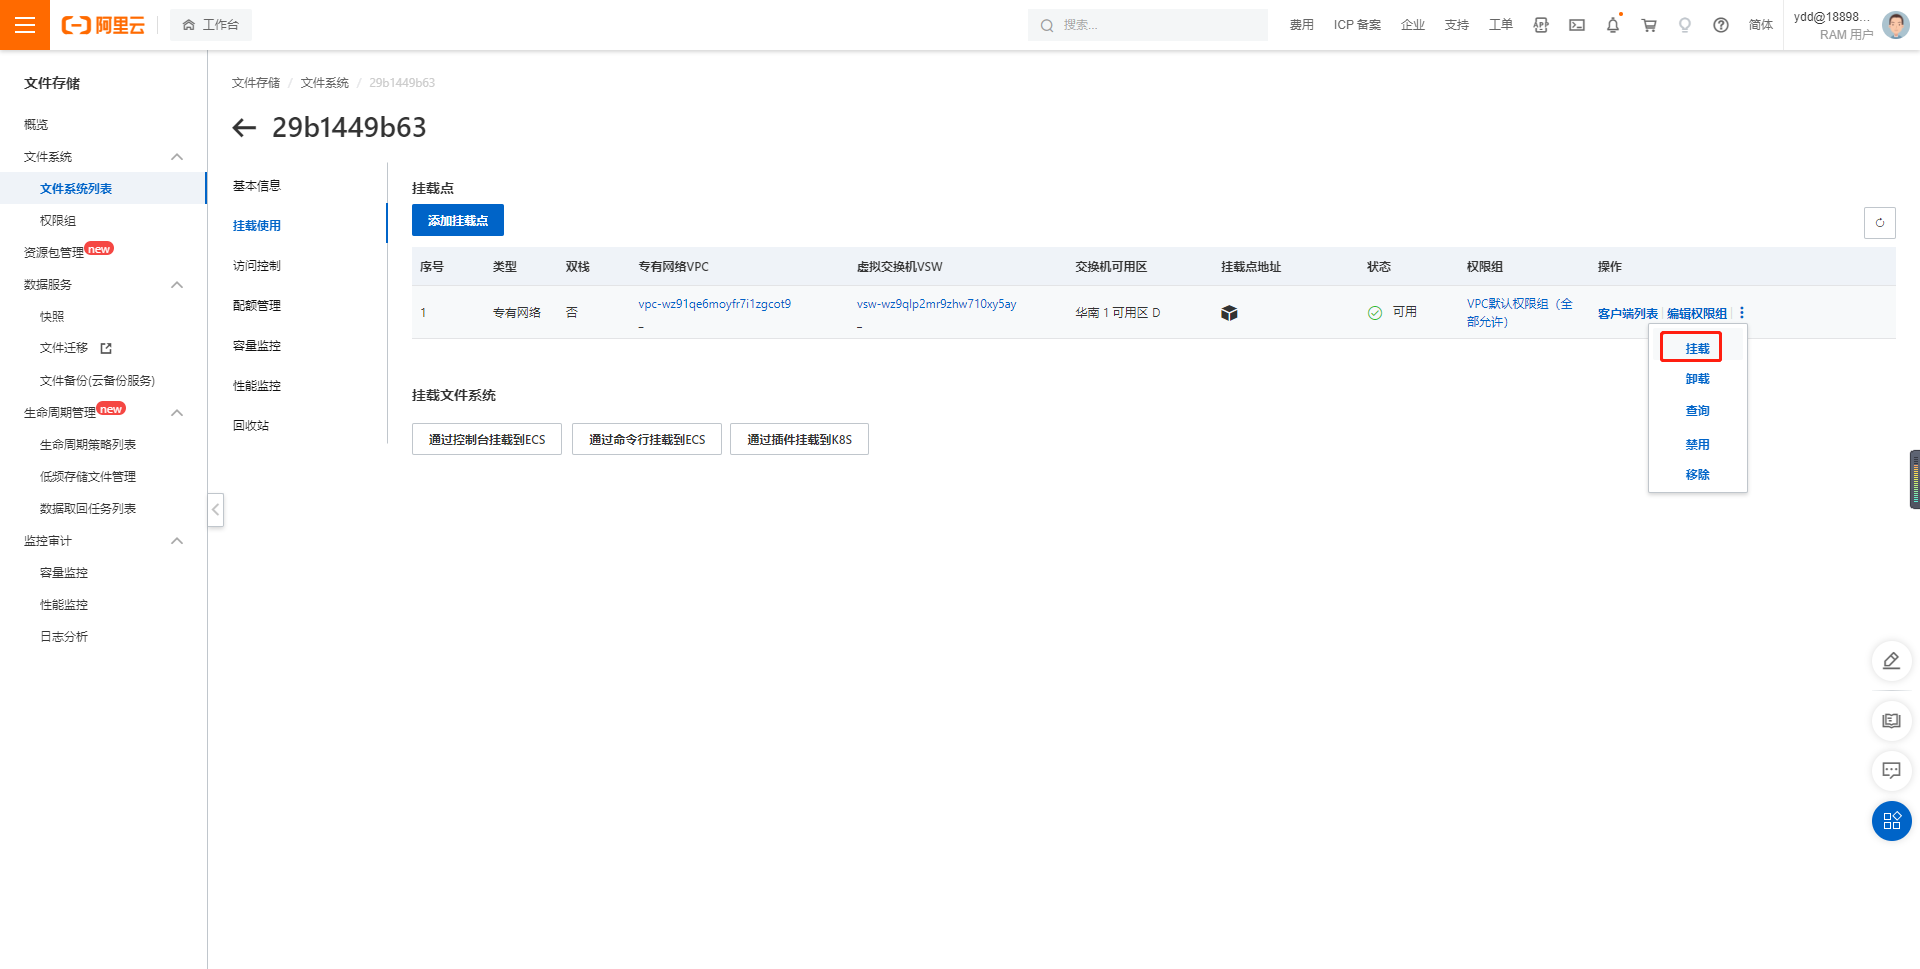 阿里云
工作台
搜索...
费用
ICP 备案
企业
支持
工单
简体
ydd@18898...
RAM 用户
文件存储
概览
文件系统
文件系统列表
权限组
资源包管理 new
数据服务
快照
文件迁移
文件备份(云备份服务)
生命周期管理 new
生命周期策略列表
低频存储文件管理
数据取回任务列表
监控审计
容量监控
性能监控
日志分析
文件存储 / 文件系统 / 29b1449b63
29b1449b63
基本信息
挂载使用
访问控制
配额管理
容量监控
性能监控
回收站
挂载点
添加挂载点
序号 类型 双栈 专有网络VPC 虚拟交换机VSW 交换机可用区 挂载点地址 状态 权限组 操作
1 专有网络 否 vpc-wz91qe6moyfr7i1zgcot9 vsw-wz9qlp2mr9zhw710xy5ay 华南 1 可用区 D 可用 VPC默认权限组（全
部允许） 客户端列表 编辑权限组
挂载
卸载
查询
禁用
移除
挂载文件系统
通过控制台挂载到ECS
通过命令行挂载到ECS
通过插件挂载到K8S